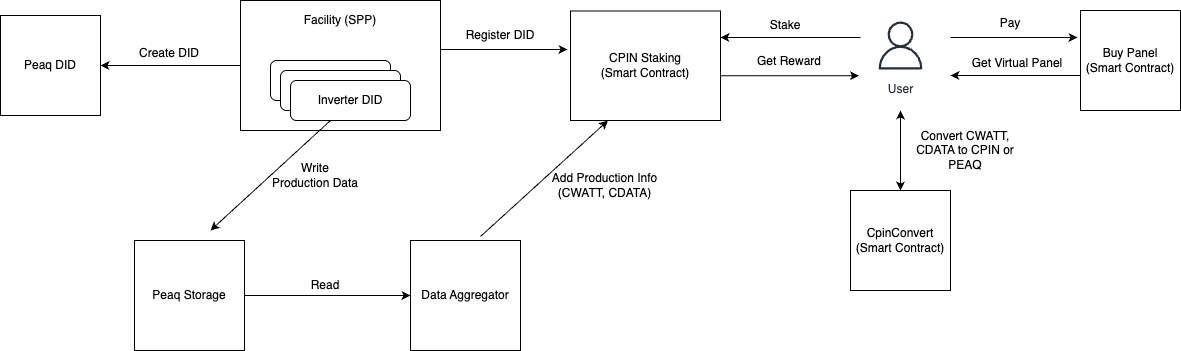 Peaq DID
Create DID
Facility (SPP)
Inverter DID
Register DID
CPIN Staking
(Smart Contract)
Stake
Get Reward
User
Pay
Get Virtual Panel
Buy Panel
(Smart Contract)
Write
Production Data
Add Production Info
(CWATT, CDATA)
Convert CWATT,
CDATA to CPIN or
PEAQ
CpinConvert
(Smart Contract)
Peaq Storage
Read
Data Aggregator